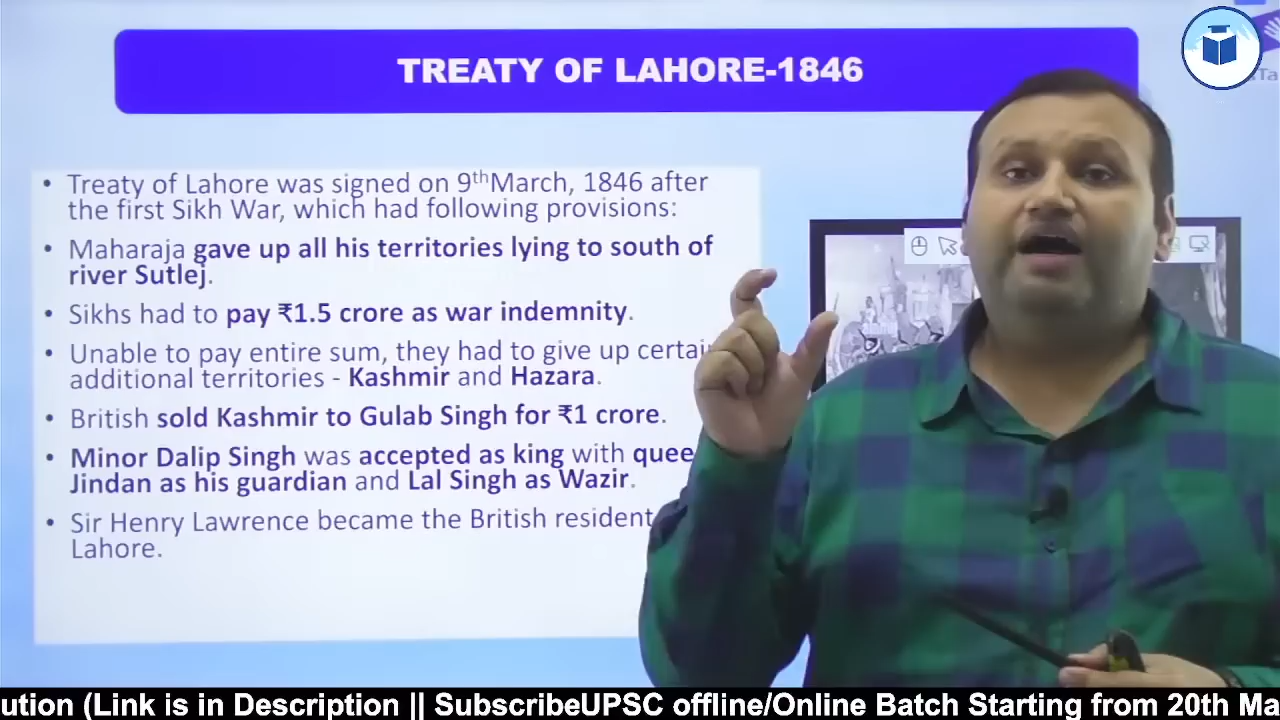 TREATY OF LAHORE-1846
• Treaty of Lahore was signed on 9thMarch, 1846 after
the first Sikh War, which had following provisions:
• Maharaja gave up all his territories lying to south of
river Sutlej.
• Sikhs had to pay ₹1.5 crore as war indemnity.
• Unable to pay entire sum, they had to give up certai
additional territories - Kashmir and Hazara.
• British sold Kashmir to Gulab Singh for ₹1 crore.
• Minor Dalip Singh was accepted as king with quee
Jindan as his guardian and Lal Singh as Wazir.
• Sir Henry Lawrence became the British resident
Lahore.
ution (Link is in Description || SubscribeUPSC offline/Online Batch Starting from 20th Ma